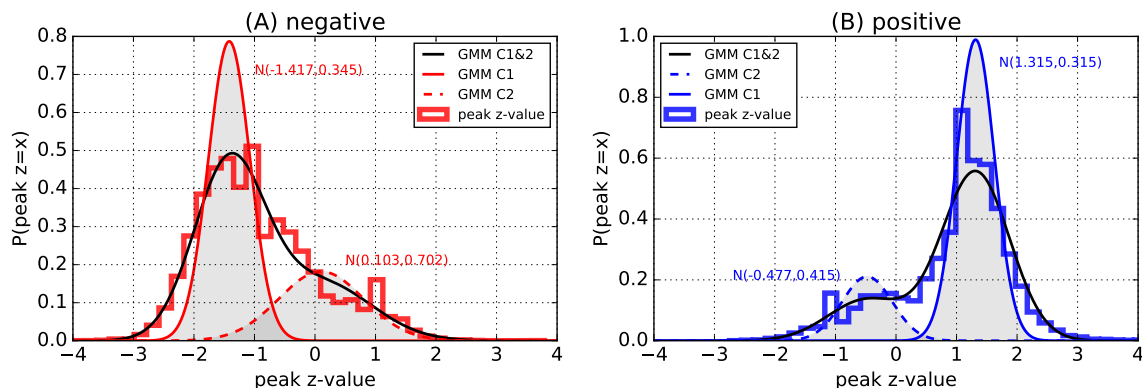 (A) negative
0.8
0.7
0.6
0.5
0.4
0.3
0.2
0.1
0.0
P(peak z=x)
GMM C1&2
GMM C1
GMM C2
peak z-value
N(-1.417,0.345)
N(0.103,0.702)
−4 −3 −2 −1 0 1 2 3 4
peak z-value
(B) positive
1.0
0.8
0.6
0.4
0.2
0.0
P(peak z=x)
GMM C1&2
GMM C2
GMM C1
peak z-value
N(1.315,0.315)
N(-0.477,0.415)
−4 −3 −2 −1 0 1 2 3 4
peak z-value